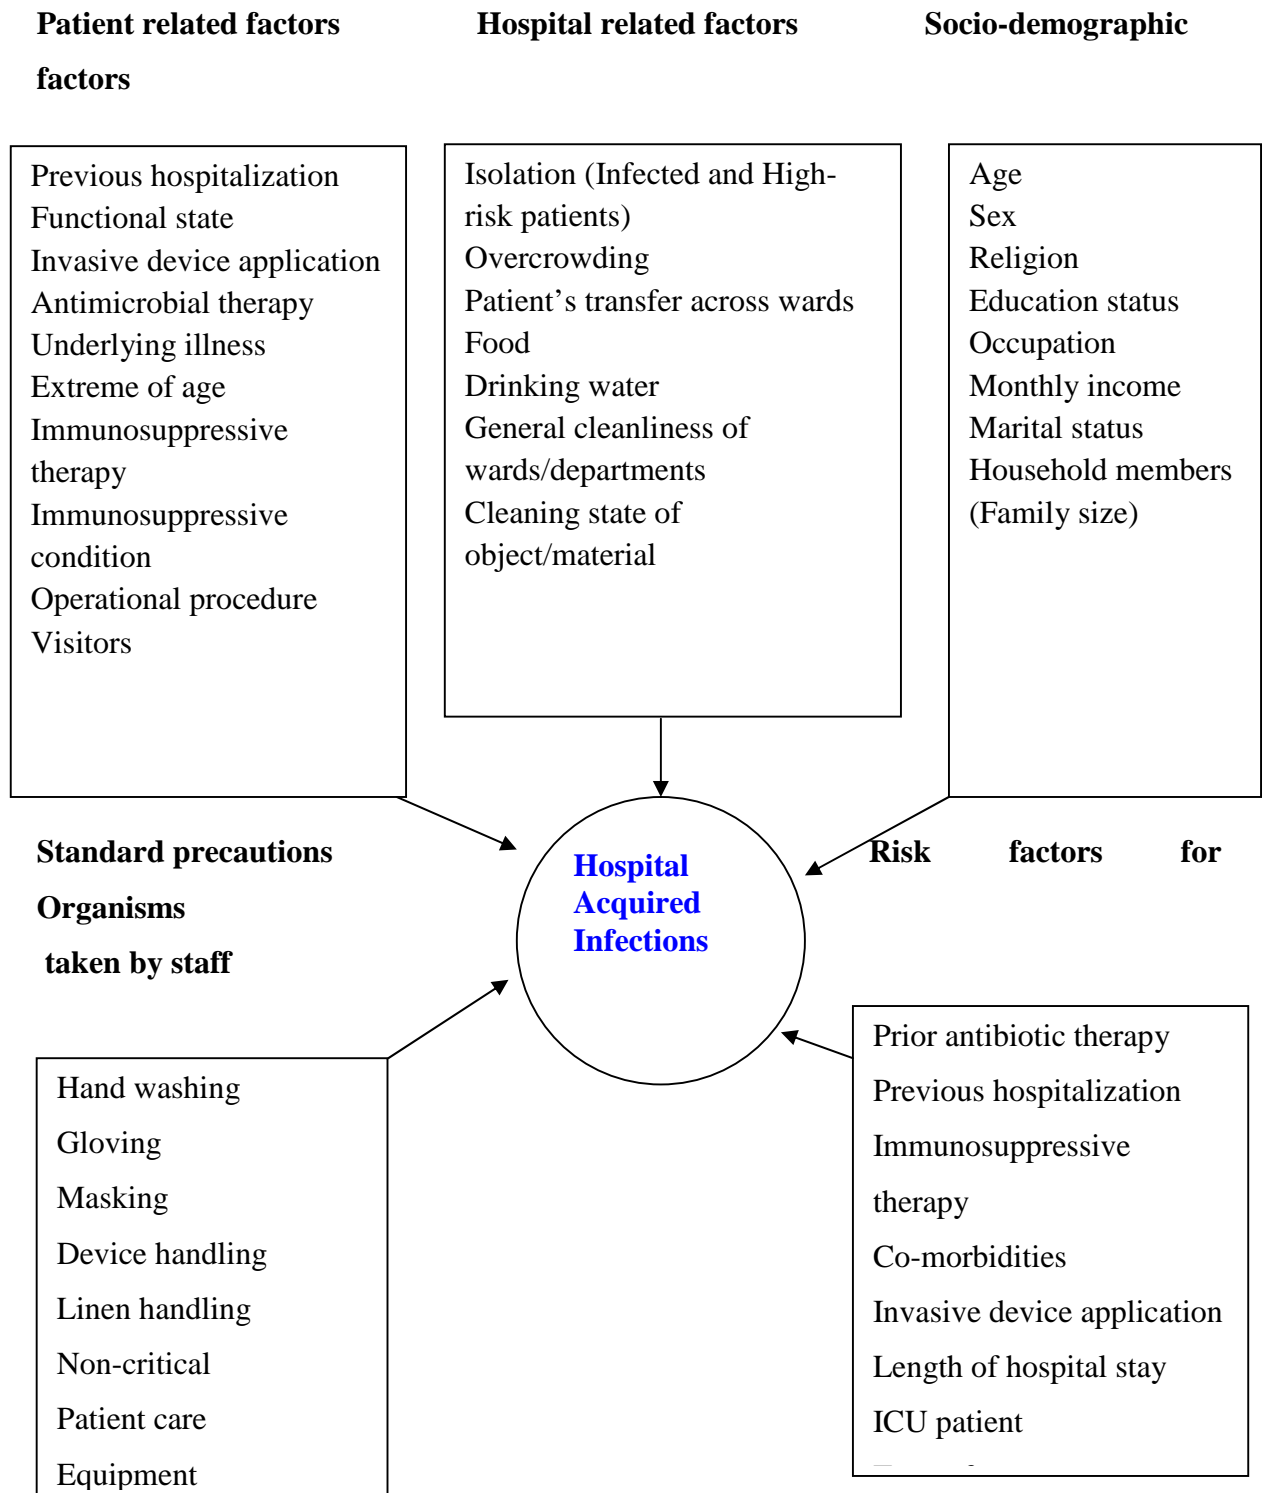 Patient related factors Hospital related factors Socio-demographic
factors
Previous hospitalization
Functional state
Invasive device application
Antimicrobial therapy
Underlying illness
Extreme of age
Immunosuppressive
therapy
Immunosuppressive
condition
Operational procedure
Visitors
Isolation (Infected and High-
risk patients)
Overcrowding
Patient’s transfer across wards
Food
Drinking water
General cleanliness of
wards/departments
Cleaning state of
object/material
Age
Sex
Religion
Education status
Occupation
Monthly income
Marital status
Household members
(Family size)
Standard precautions Risk factors for
Organisms
taken by staff
Hospital
Acquired
Infections
Hand washing
Gloving
Masking
Device handling
Linen handling
Non-critical
Patient care
Equipment
Prior antibiotic therapy
Previous hospitalization
Immunosuppressive
therapy
Co-morbidities
Invasive device application
Length of hospital stay
ICU patient